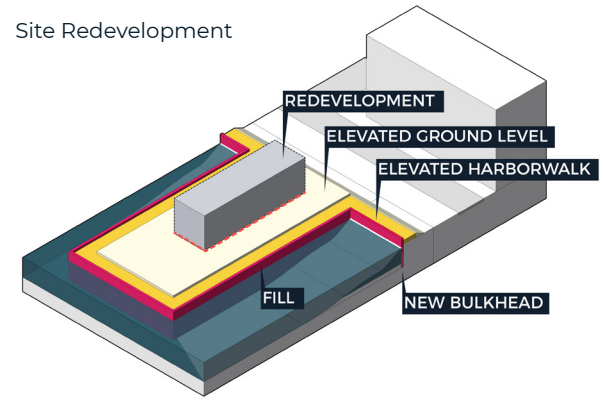 Site Redevelopment
REDEVELOPMENT
ELEVATED GROUND LEVEL
ELEVATED HARBORWALK
FILL
NEW BULKHEAD